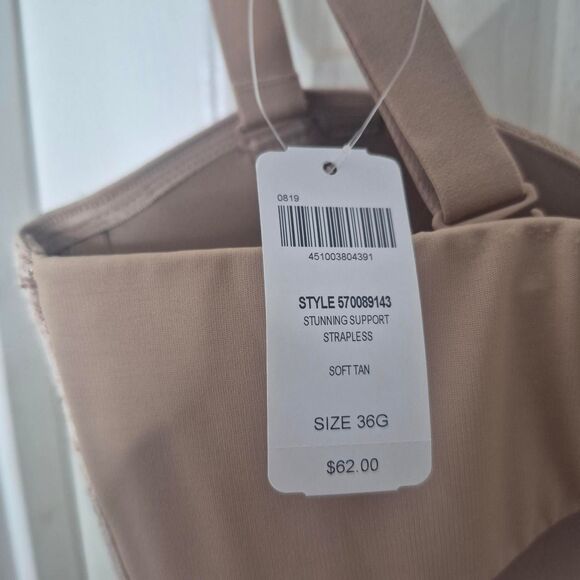 0819
451003804391
STYLE 570089143
STUNNING SUPPORT
STRAPLESS
SOFT TAN
SIZE 36G
$62.00